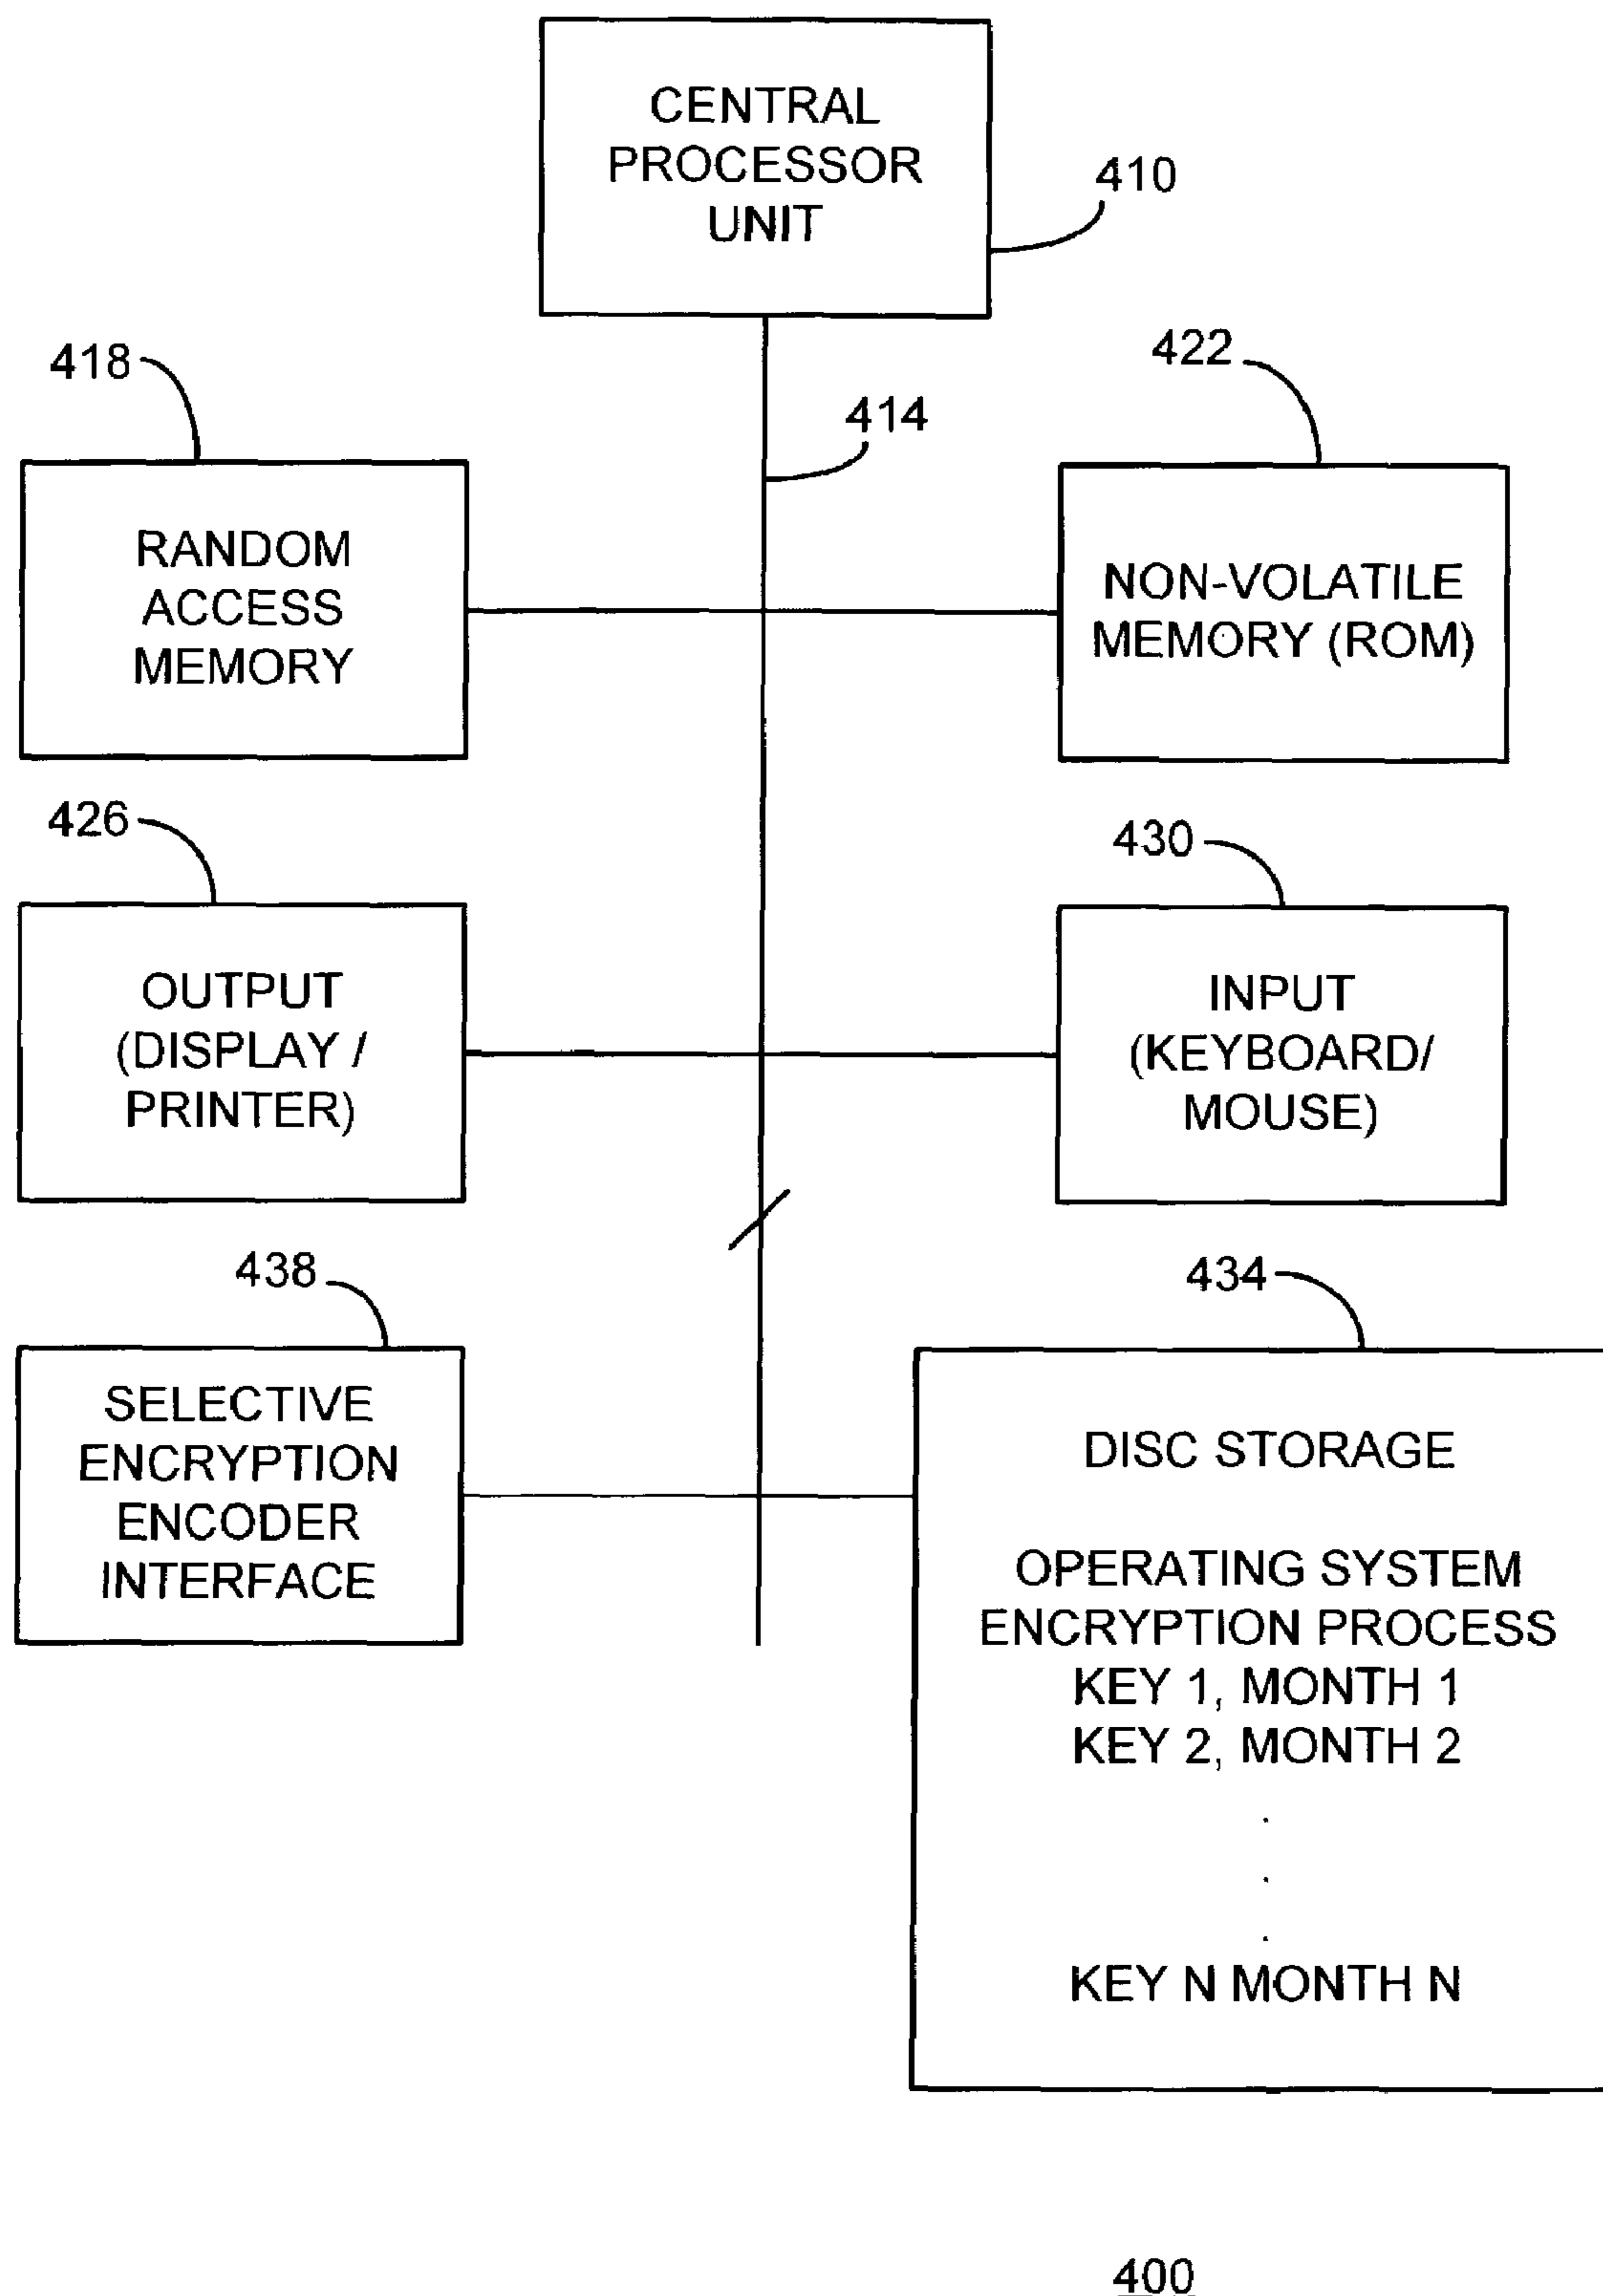 CENTRAL
PROCESSOR
UNIT
410
418
422
414
RANDOM
ACCESS
MEMORY
NON-VOLATILE
MEMORY (ROM)
426
430
OUTPUT
(DISPLAY /
PRINTER)
INPUT
(KEYBOARD/
MOUSE)
438
434
SELECTIVE
ENCRYPTION
ENCODER
INTERFACE
DISC STORAGE
OPERATING SYSTEM
ENCRYPTION PROCESS
KEY 1, MONTH 1
KEY 2, MONTH 2
.
.
.
KEY N MONTH N
400